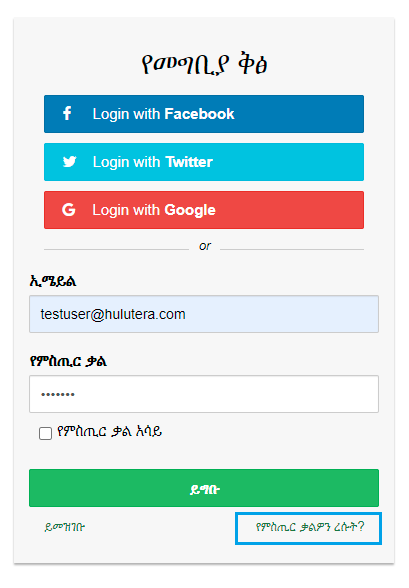 የመግቢያ ቅፅ
Login with Facebook
Login with Twitter
Login with Google
or
ኢሜይል
testuser@hulutera.com
የምስጢር ቃል
•••••••
የምስጢር ቃል አሳይ
ይግቡ
ይመዝገቡ
የምስጢር ቃልዎን ረሱት?